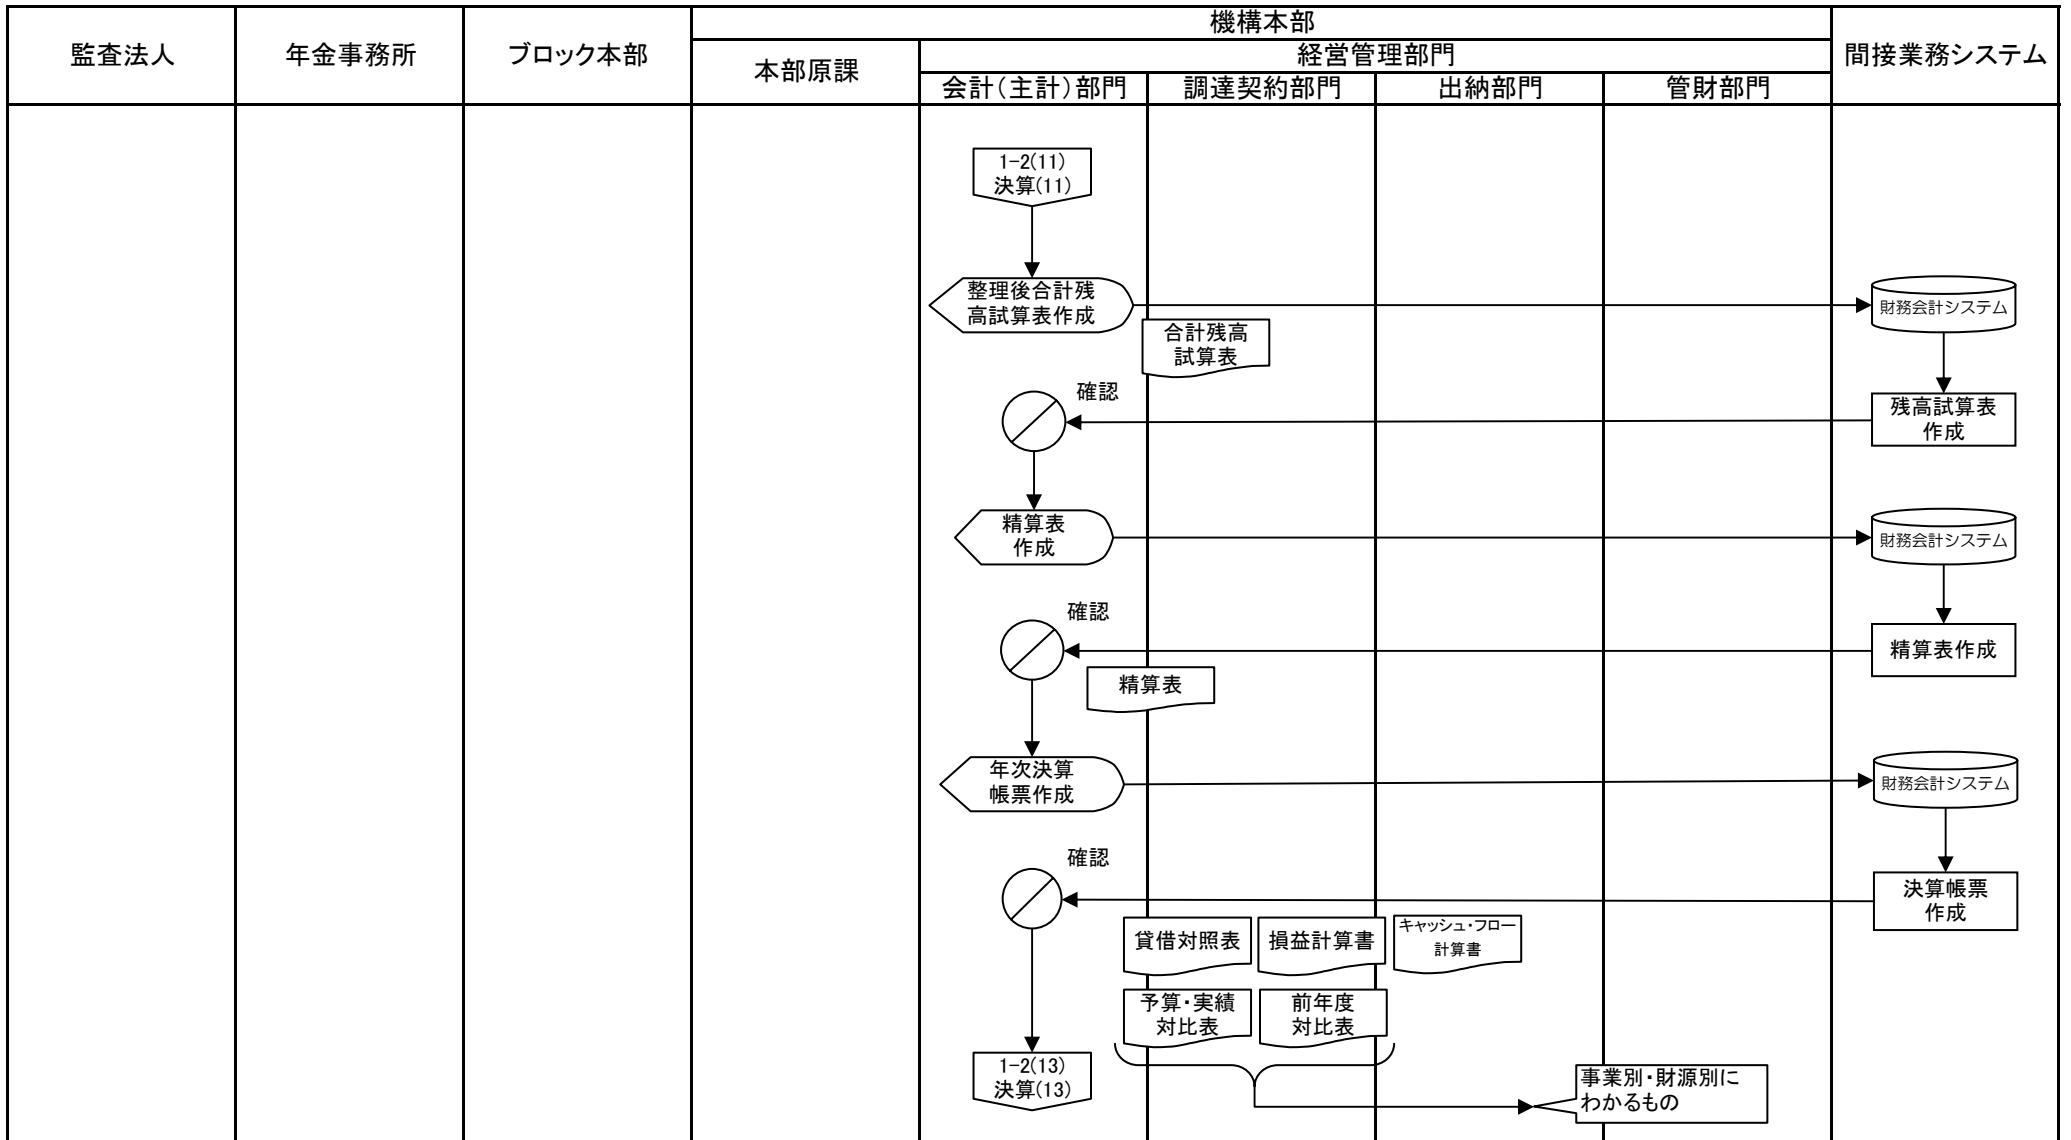 監査法人
年金事務所
ブロック本部
機構本部
本部原課
経営管理部門
会計（主計）部門
調達契約部門
出納部門
管財部門
間接業務システム
1-2(11)
決算(11)
整理後合計残
高試算表作成
財務会計システム
合計残高
試算表
確認
残高試算表
作成
精算表
作成
財務会計システム
確認
精算表作成
精算表
年次決算
帳票作成
財務会計システム
確認
決算帳票
作成
貸借対照表
損益計算書
キャッシュ・フロー
計算書
予算・実績
対比表
前年度
対比表
1-2(13)
決算(13)
事業別・財源別に
わかるもの